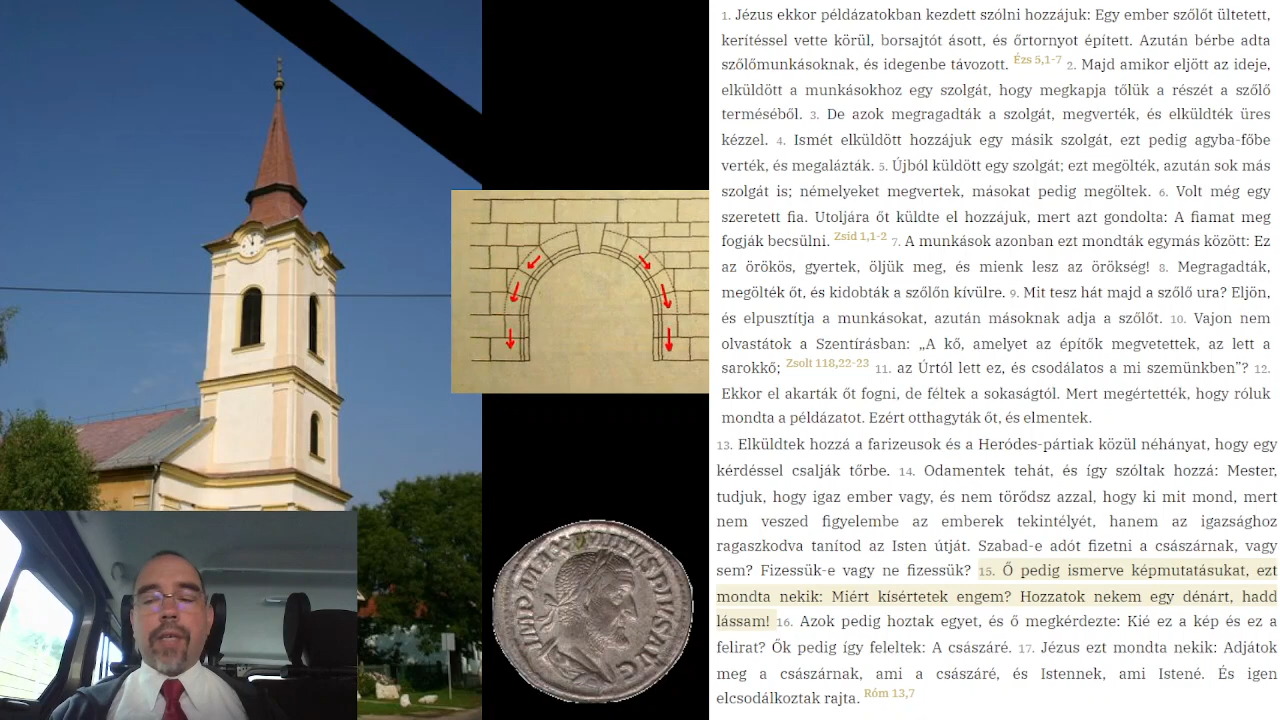 1. Jézus ekkor példázatokban kezdett szólni hozzájuk: Egy ember szőlőt ültetett,
kerítéssel vette körül, borsajtót ásott, és őrtornyot épített. Azután bérbe adta
szőlőmunkásoknak, és idegenbe távozott. Ézs 5,1-7 2. Majd amikor eljött az ideje,
elküldött a munkásokhoz egy szolgát, hogy megkapja tőlük a részét a szőlő
terméséből. 3. De azok megragadták a szolgát, megverték, és elküldték üres
kézzel. 4. Ismét elküldött hozzájuk egy másik szolgát, ezt pedig agyba-főbe
verték, és megalázták. 5. Újból küldött egy szolgát; ezt megölték, azután sok más
szolgát is; némelyeket megvertek, másokat pedig megöltek. 6. Volt még egy
szeretett fia. Utoljára őt küldte el hozzájuk, mert azt gondolta: A fiamat meg
fogják becsülni. Zsid 1,1-2 7. A munkások azonban ezt mondták egymás között: Ez
az örökös, gyertek, öljük meg, és mienk lesz az örökség! 8. Megragadták,
megölték őt, és kidobták a szőlőn kívülre. 9. Mit tesz hát majd a szőlő ura? Eljön,
és elpusztítja a munkásokat, azután másoknak adja a szőlőt. 10. Vajon nem
olvastátok a Szentírásban: „A kő, amelyet az építők megvetettek, az lett a
sarokkő; Zsolt 118,22-23 11. az Úrtól lett ez, és csodálatos a mi szemünkben”? 12.
Ekkor el akarták őt fogni, de féltek a sokaságtól. Mert megértették, hogy róluk
mondta a példázatot. Ezért otthagyták őt, és elmentek.
13. Elküldtek hozzá a farizeusok és a Heródes-pártiak közül néhányat, hogy egy
kérdéssel csalják tőrbe. 14. Odamentek tehát, és így szóltak hozzá: Mester,
tudjuk, hogy igaz ember vagy, és nem törődsz azzal, hogy ki mit mond, mert
nem veszed figyelembe az emberek tekintélyét, hanem az igazsághoz
ragaszkodva tanítod az Isten útját. Szabad-e adót fizetni a császárnak, vagy
sem? Fizessük-e vagy ne fizessük? 15. Ő pedig ismerve képmutatásukat, ezt
mondta nekik: Miért kísértetek engem? Hozzatok nekem egy dénárt, hadd
lássam! 16. Azok pedig hoztak egyet, és ő megkérdezte: Kié ez a kép és ez a
felirat? Ők pedig így feleltek: A császáré. 17. Jézus ezt mondta nekik: Adjátok
meg a császárnak, ami a császáré, és Istennek, ami Istené. És igen
elcsodálkoztak rajta. Róm 13,7